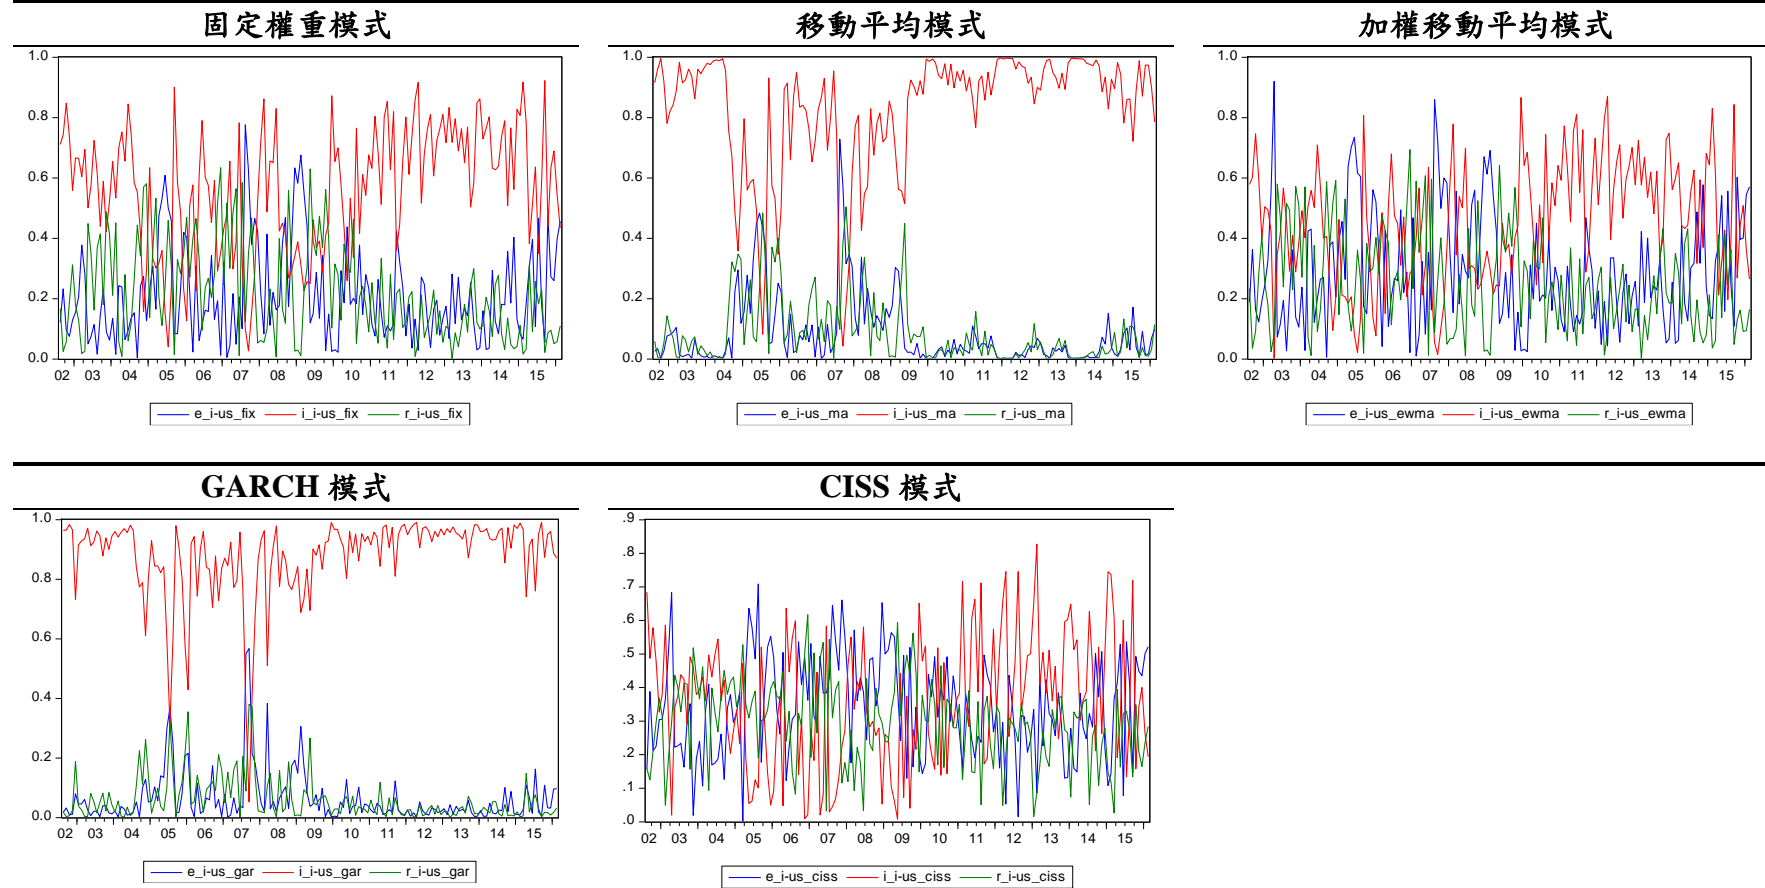 固定權重模式
移動平均模式
加權移動平均模式
1.0
0.8
0.6
0.4
0.2
0.0
02 03 04 05 06 07 08 09 10 11 12 13 14 15
e_i-us_fix i_i-us_fix r_i-us_fix
1.0
0.8
0.6
0.4
0.2
0.0
02 03 04 05 06 07 08 09 10 11 12 13 14 15
e_i-us_ma i_i-us_ma r_i-us_ma
1.0
0.8
0.6
0.4
0.2
0.0
02 03 04 05 06 07 08 09 10 11 12 13 14 15
e_i-us_ewma i_i-us_ewma r_i-us_ewma
GARCH 模式
CISS 模式
1.0
0.8
0.6
0.4
0.2
0.0
02 03 04 05 06 07 08 09 10 11 12 13 14 15
e_i-us_gar i_i-us_gar r_i-us_gar
.9
.8
.7
.6
.5
.4
.3
.2
.1
.0
02 03 04 05 06 07 08 09 10 11 12 13 14 15
e_i-us_ciss i_i-us_ciss r_i-us_ciss